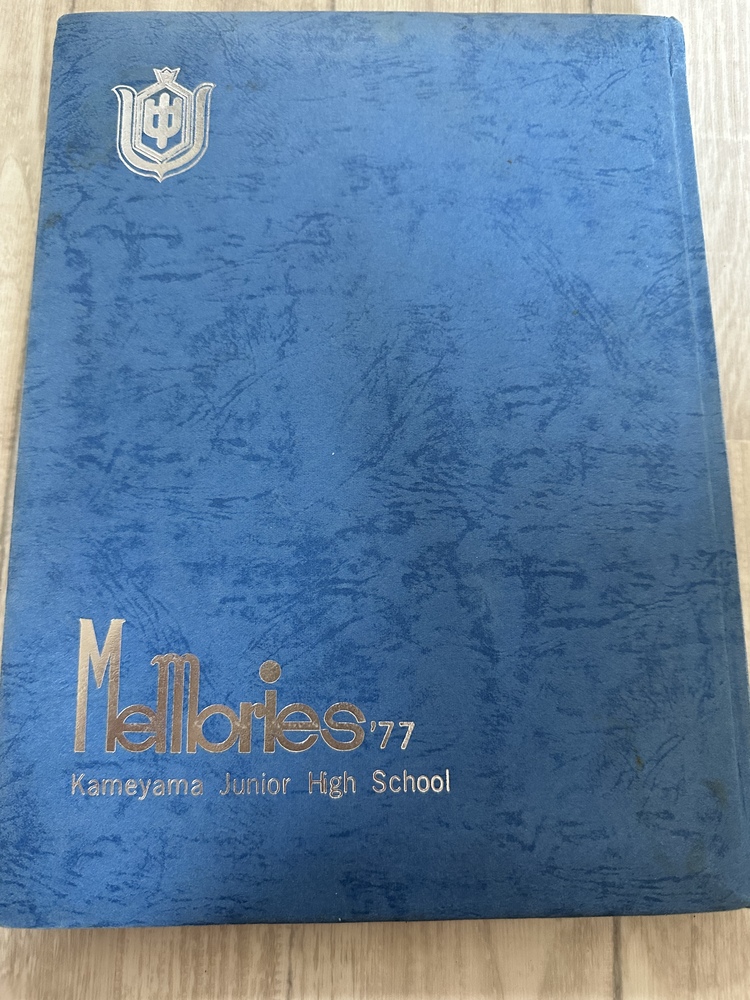 中
Memories '77
Kameyama Junior High School